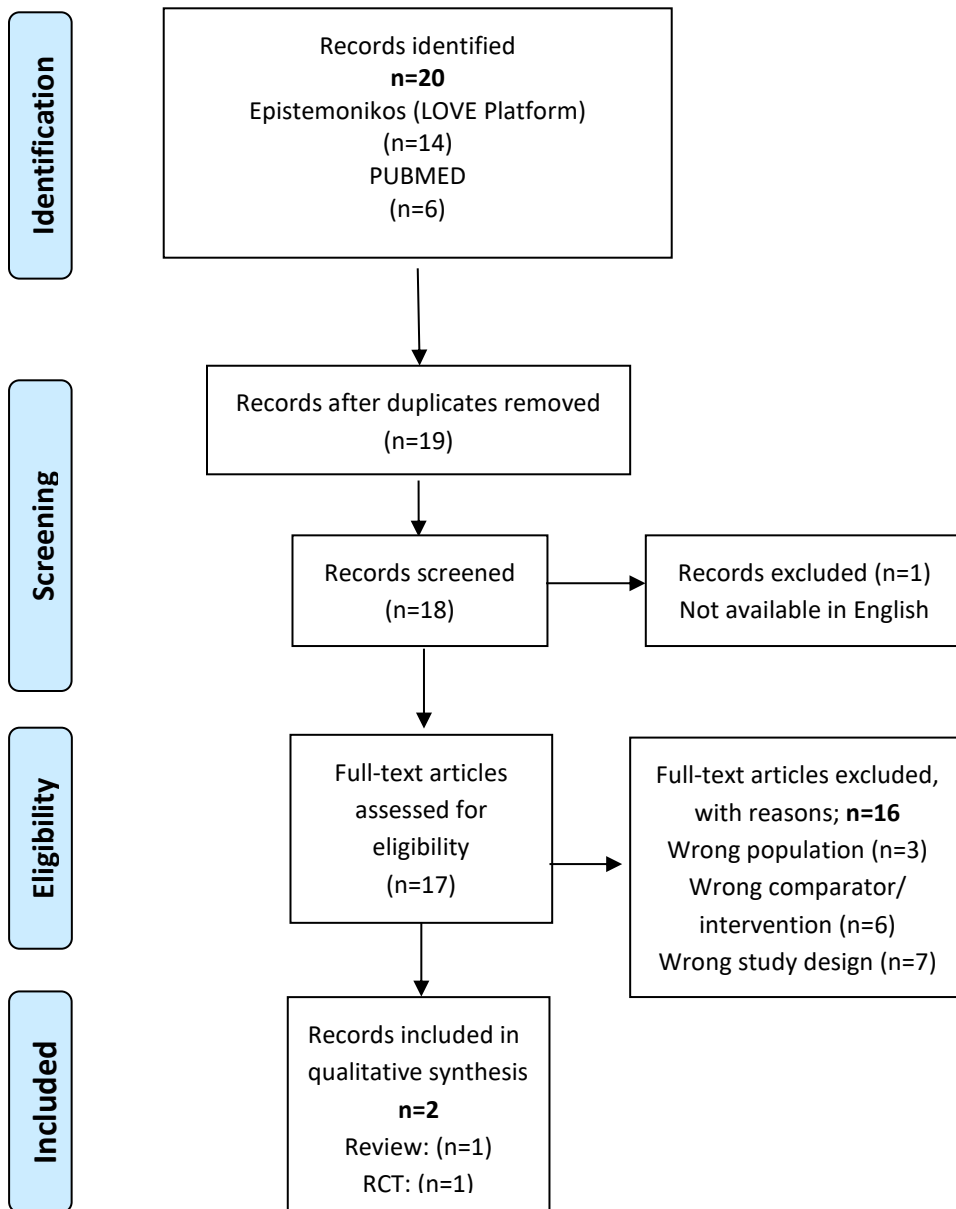 Identification
Records identified
n=20
Epistemonikos (LOVE Platform)
(n=14)
PUBMED
(n=6)
Screening
Records after duplicates removed
(n=19)
Records screened
(n=18)
Records excluded (n=1)
Not available in English
Eligibility
Full-text articles
assessed for
eligibility
(n=17)
Full-text articles excluded,
with reasons; n=16
Wrong population (n=3)
Wrong comparator/
intervention (n=6)
Wrong study design (n=7)
Included
Records included in
qualitative synthesis
n=2
Review: (n=1)
RCT: (n=1)